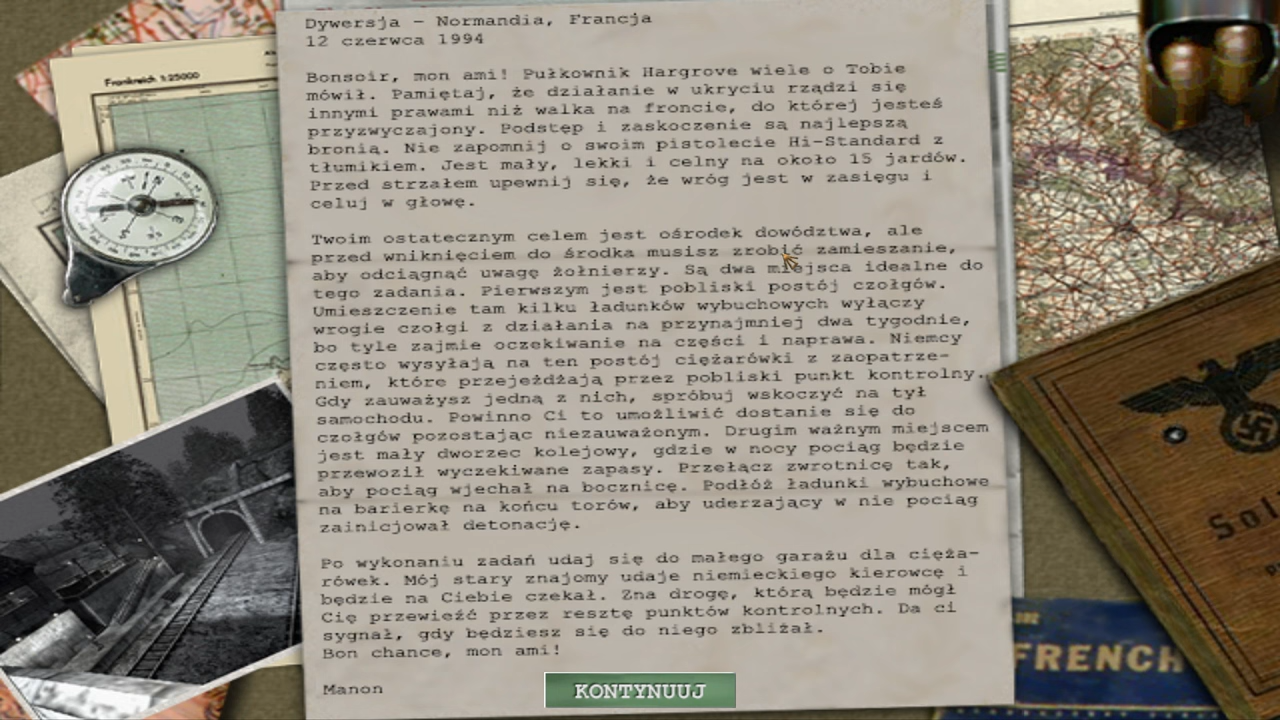 Dywersja – Normandia, Francja
12 czerwca 1994
Bonsoir, mon ami! Pułkownik Hargrove wiele o Tobie
mówił. Pamiętaj, że działanie w ukryciu rządzi się
innymi prawami niż walka na froncie, do której jesteś
przyzwyczajony. Podstęp i zaskoczenie są najlepszą
bronią. Nie zapomnij o swoim pistolecie Hi-Standard z
tłumikiem. Jest mały, lekki i celny na około 15 jardów.
Przed strzałem upewnij się, że wróg jest w zasięgu i
celuj w głowę.
Twoim ostatecznym celem jest ośrodek dowództwa, ale
przed wniknięciem do środka musisz zrobić zamieszanie,
aby odciągnąć uwagę żołnierzy. Są dwa miejsca idealne do
tego zadania. Pierwszym jest pobliski postój czołgów.
Umieszczenie tam kilku ładunków wybuchowych wyłączy
wrogie czołgi z działania na przynajmniej dwa tygodnie,
bo tyle zajmie oczekiwanie na części i naprawa. Niemcy
często wysyłają na ten postój ciężarówki z zaopatrze-
niem, które przejeżdżają przez pobliski punkt kontrolny.
Gdy zauważysz jedną z nich, spróbuj wskoczyć na tył
samochodu. Powinno Ci to umożliwić dostanie się do
czołgów pozostając niezauważonym. Drugim ważnym miejscem
jest mały dworzec kolejowy, gdzie w nocy pociąg będzie
przewoził wyczekiwane zapasy. Przełącz zwrotnicę tak,
aby pociąg wjechał na bocznicę. Podłóż ładunki wybuchowe
na barierkę na końcu torów, aby uderzający w nie pociąg
zainicjował detonację.
Po wykonaniu zadań udaj się do małego garażu dla cięża-
rówek. Mój stary znajomy udaje niemieckiego kierowcę i
będzie na Ciebie czekał. Zna drogę, którą będzie mógł
Cię przewieźć przez resztę punktów kontrolnych. Da ci
sygnał, gdy będziesz się do niego zbliżał.
Bon chance, mon ami!
Manon
KONTYNUUJ
Frankreich 1:25000
Sol
FRENCH